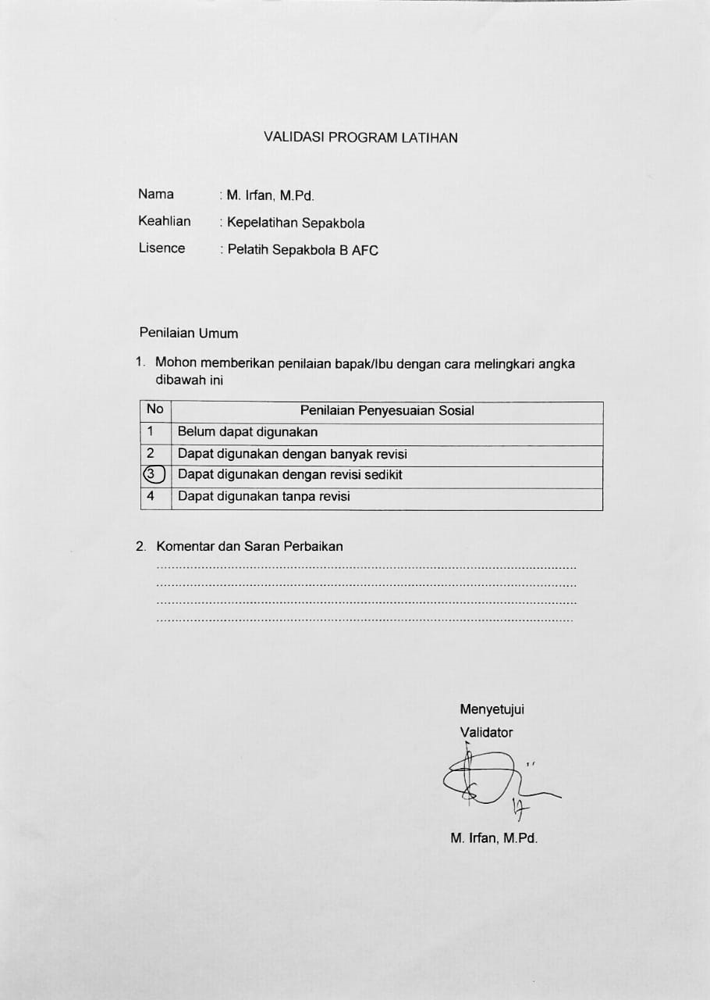 VALIDASI PROGRAM LATIHAN
Nama : M. Irfan, M.Pd.
Keahlian : Kepelatihan Sepakbola
Lisence : Pelatih Sepakbola B AFC
Penilaian Umum
1. Mohon memberikan penilaian bapak/Ibu dengan cara melingkari angka
dibawah ini
No Penilaian Penyesuaian Sosial
1 Belum dapat digunakan
2 Dapat digunakan dengan banyak revisi
3 Dapat digunakan dengan revisi sedikit
4 Dapat digunakan tanpa revisi
2. Komentar dan Saran Perbaikan
Menyetujui
Validator
M. Irfan, M.Pd.